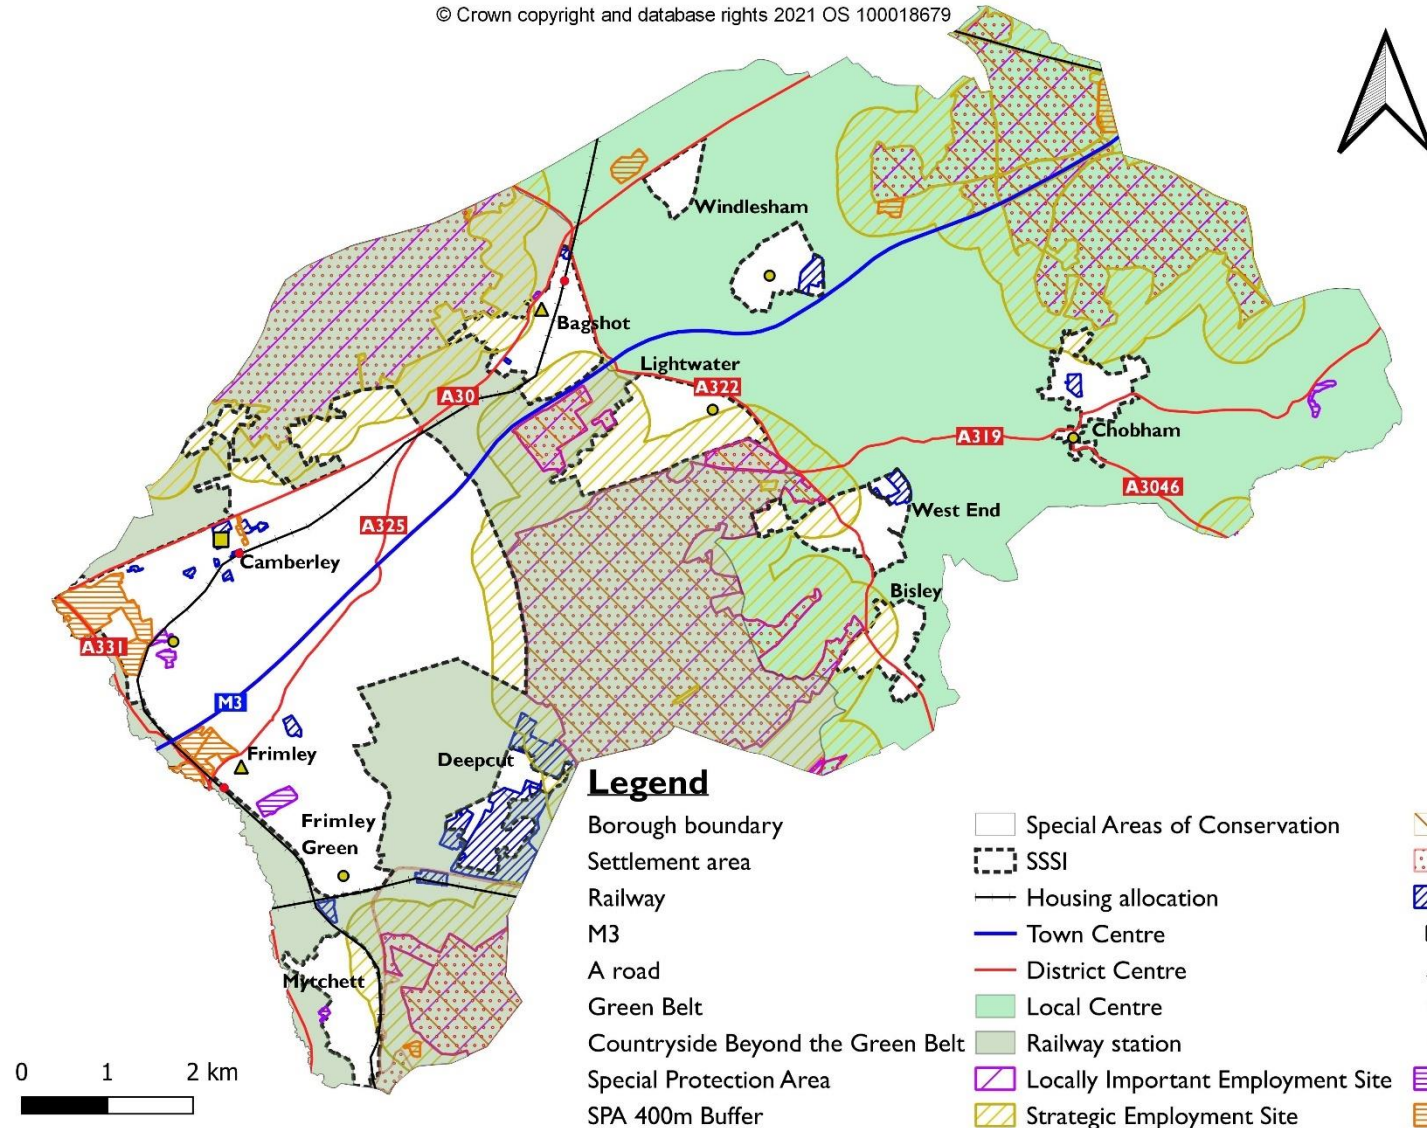 © Crown copyright and database rights 2021 OS 100018679
Windlesham
Bagshot
Lightwater
A322
A30
A319
Chobham
A3046
West End
A325
Camberley
Bisley
A331
M3
Frimley
Deepcut
Frimley
Green
Mytchett
0 1 2 km
Legend
Borough boundary
Settlement area
Railway
M3
A road
Green Belt
Countryside Beyond the Green Belt
Special Protection Area
SPA 400m Buffer
Special Areas of Conservation
SSSI
Housing allocation
Town Centre
District Centre
Local Centre
Railway station
Locally Important Employment Site
Strategic Employment Site